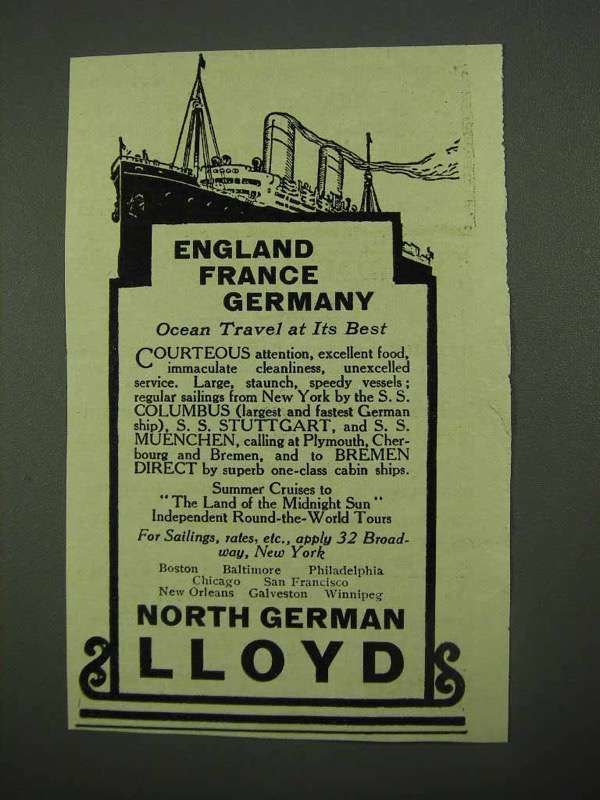 ENGLAND
FRANCE
GERMANY
Ocean Travel at Its Best
COURTEOUS attention, excellent food,
immaculate cleanliness, unexcelled
service. Large, staunch, speedy vessels;
regular sailings from New York by the S. S.
COLUMBUS (largest and fastest German
ship), S. S. STUTTGART, and S. S.
MUENCHEN, calling at Plymouth, Cher-
bourg and Bremen, and to BREMEN
DIRECT by superb one-class cabin ships.
Summer Cruises to
"The Land of the Midnight Sun"
Independent Round-the-World Tours
For Sailings, rates, etc., apply 32 Broad-
way, New York
Boston Baltimore Philadelphia
Chicago San Francisco
New Orleans Galveston Winnipeg
NORTH GERMAN
LLOYD